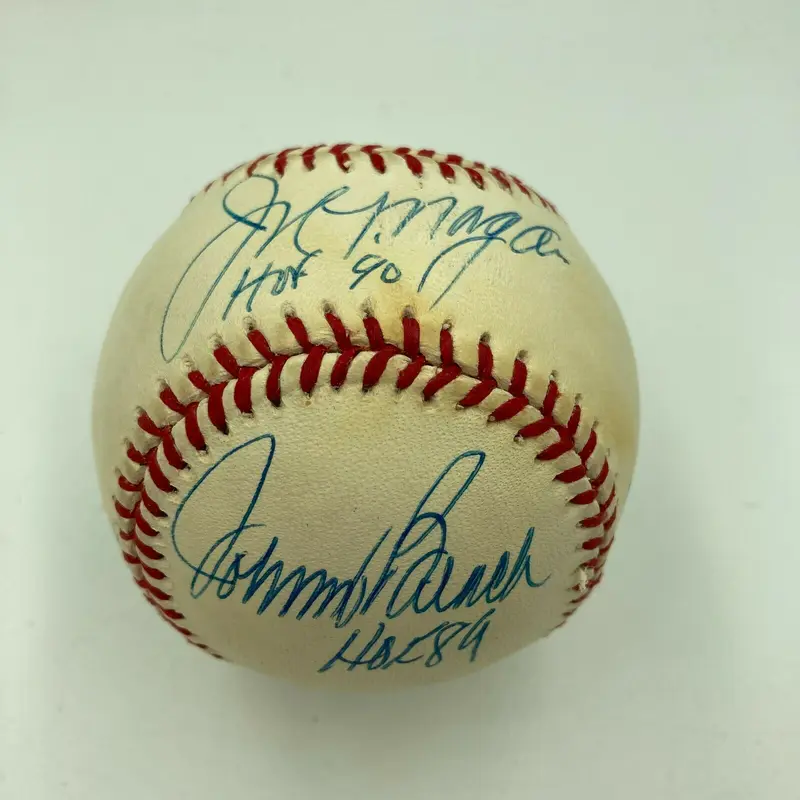 Joe L. Morgan
HOF 90
Johnny Bench
HOF 89